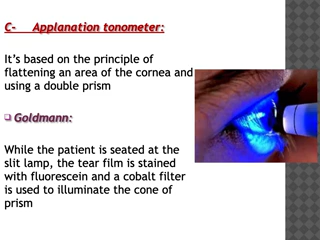 C- Applanation tonometer:
It’s based on the principle of
flattening an area of the cornea and
using a double prism
Goldmann:
While the patient is seated at the
slit lamp, the tear film is stained
with fluorescein and a cobalt filter
is used to illuminate the cone of
prism